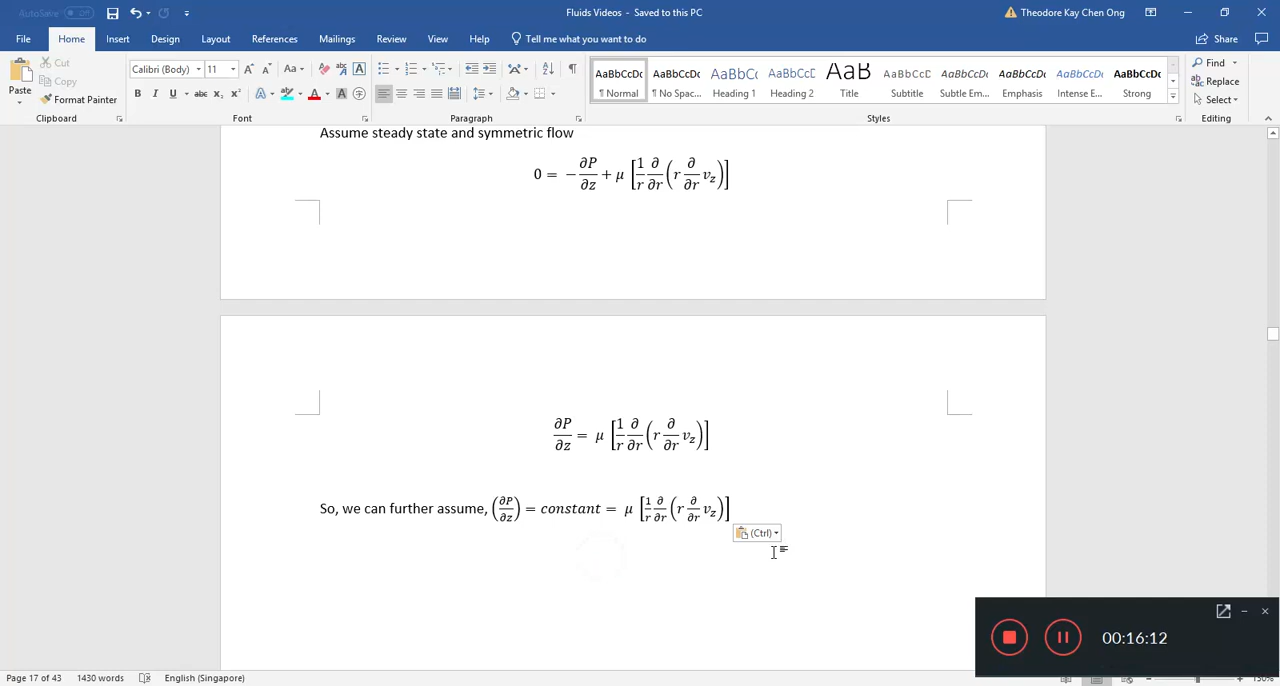 AutoSave Off
Fluids Videos - Saved to this PC
Theodore Kay Chen Ong
File Home Insert Design Layout References Mailings Review View Help Tell me what you want to do Share
Paste
Cut
Copy
Format Painter
Clipboard
Calibri (Body) 11
Font
Paragraph
AaBbCcDc AaBbCcDc AaBbC AaBbCcD AaB AaBbCcD AaBbCcDc AaBbCcDc AaBbCcDc AaBbCcDc
¶ Normal ¶ No Spac... Heading 1 Heading 2 Title Subtitle Subtle Em... Emphasis Intense E... Strong
Styles
Find
Replace
Select
Editing
Assume steady state and symmetric flow
0 = −∂P/∂z + μ [1/r ∂/∂r (r ∂/∂r v_z)]
∂P/∂z = μ [1/r ∂/∂r (r ∂/∂r v_z)]
So, we can further assume, (∂P/∂z) = constant = μ [1/r ∂/∂r (r ∂/∂r v_z)]
(Ctrl)
00:16:12
Page 17 of 43 1430 words English (Singapore) 130%